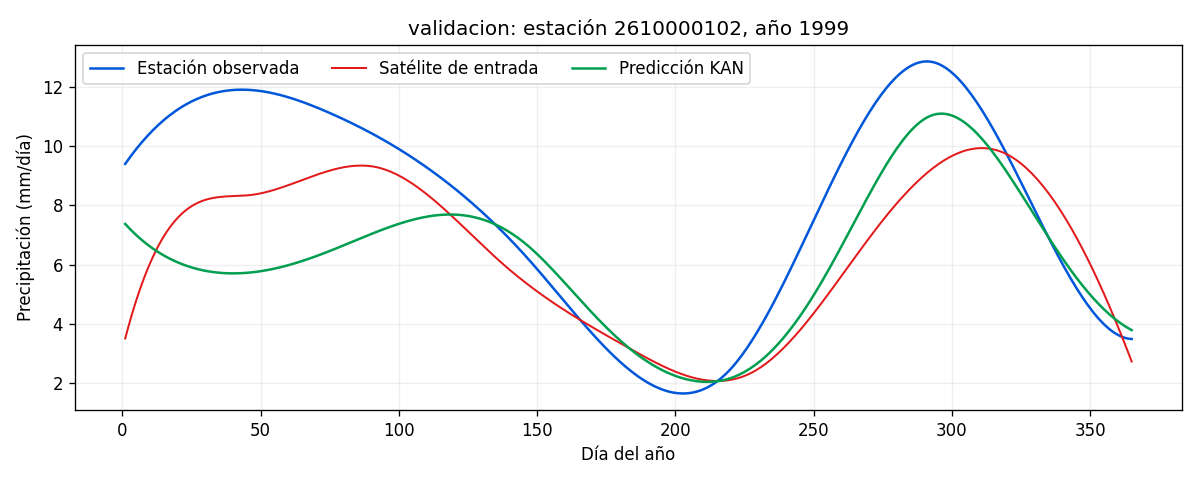 validacion: estación 2610000102, año 1999
Estación observada
Satélite de entrada
Predicción KAN
Precipitación (mm/día)
12
10
8
6
4
2
0
50
100
150
200
250
300
350
Día del año